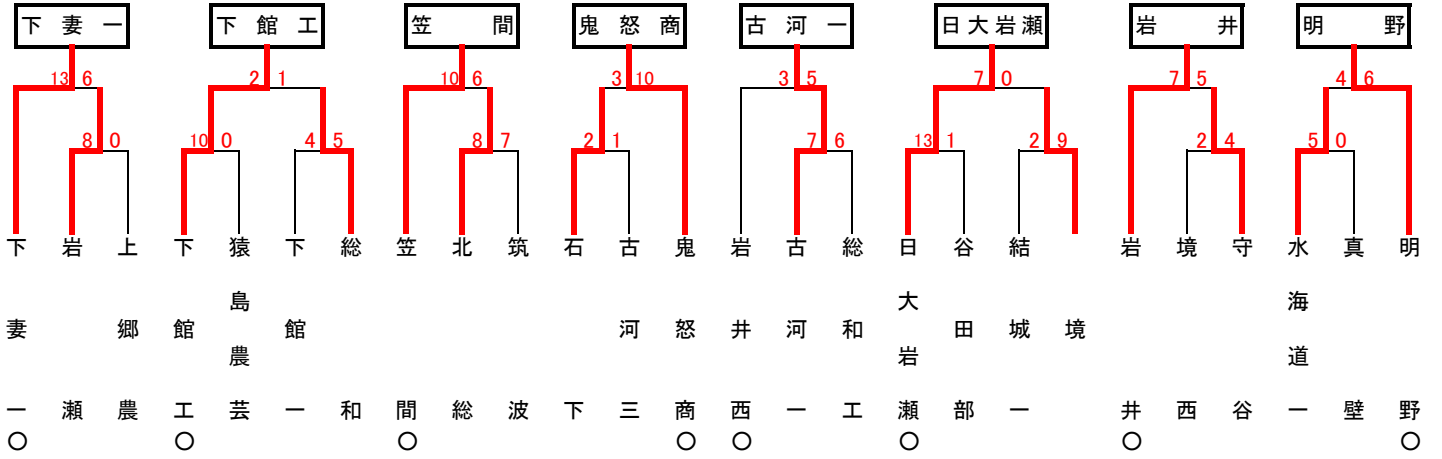 下妻一 下館工 笠間 鬼怒商 古河一 日大岩瀬 岩井 明野
13 6 2 1 10 6 3 10 3 5 7 0 7 5 4 6
8 0 10 0 4 5 8 7 2 1 7 6 13 1 2 9 2 4 5 0
下 岩 上 下 猿 下 総 笠 北 筑 石 古 鬼 岩 古 総 日 谷 結 岩 境 守 水 真 明
島 大 海
妻 郷 館 館 河 怒 井 河 和 田 城 境
農 岩 道
一 瀬 農 工 芸 一 和 間 総 波 下 三 商 西 一 工 瀬 部 一 井 西 谷 一 壁 野
○ ○ ○ ○ ○ ○ ○ ○